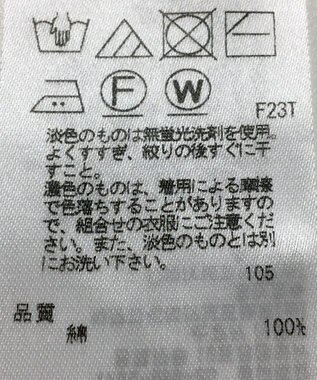 F W
F23T
淡色のものは無蛍光洗剤を使用。
よくすすぎ、絞りの後すぐに干
すこと。
濃色のものは、着用による摩擦
で色落ちすることがありますの
で、組合せの衣服にご注意くだ
さい。また、淡色のものとは別
にお洗い下さい。
105
品質
綿 100%